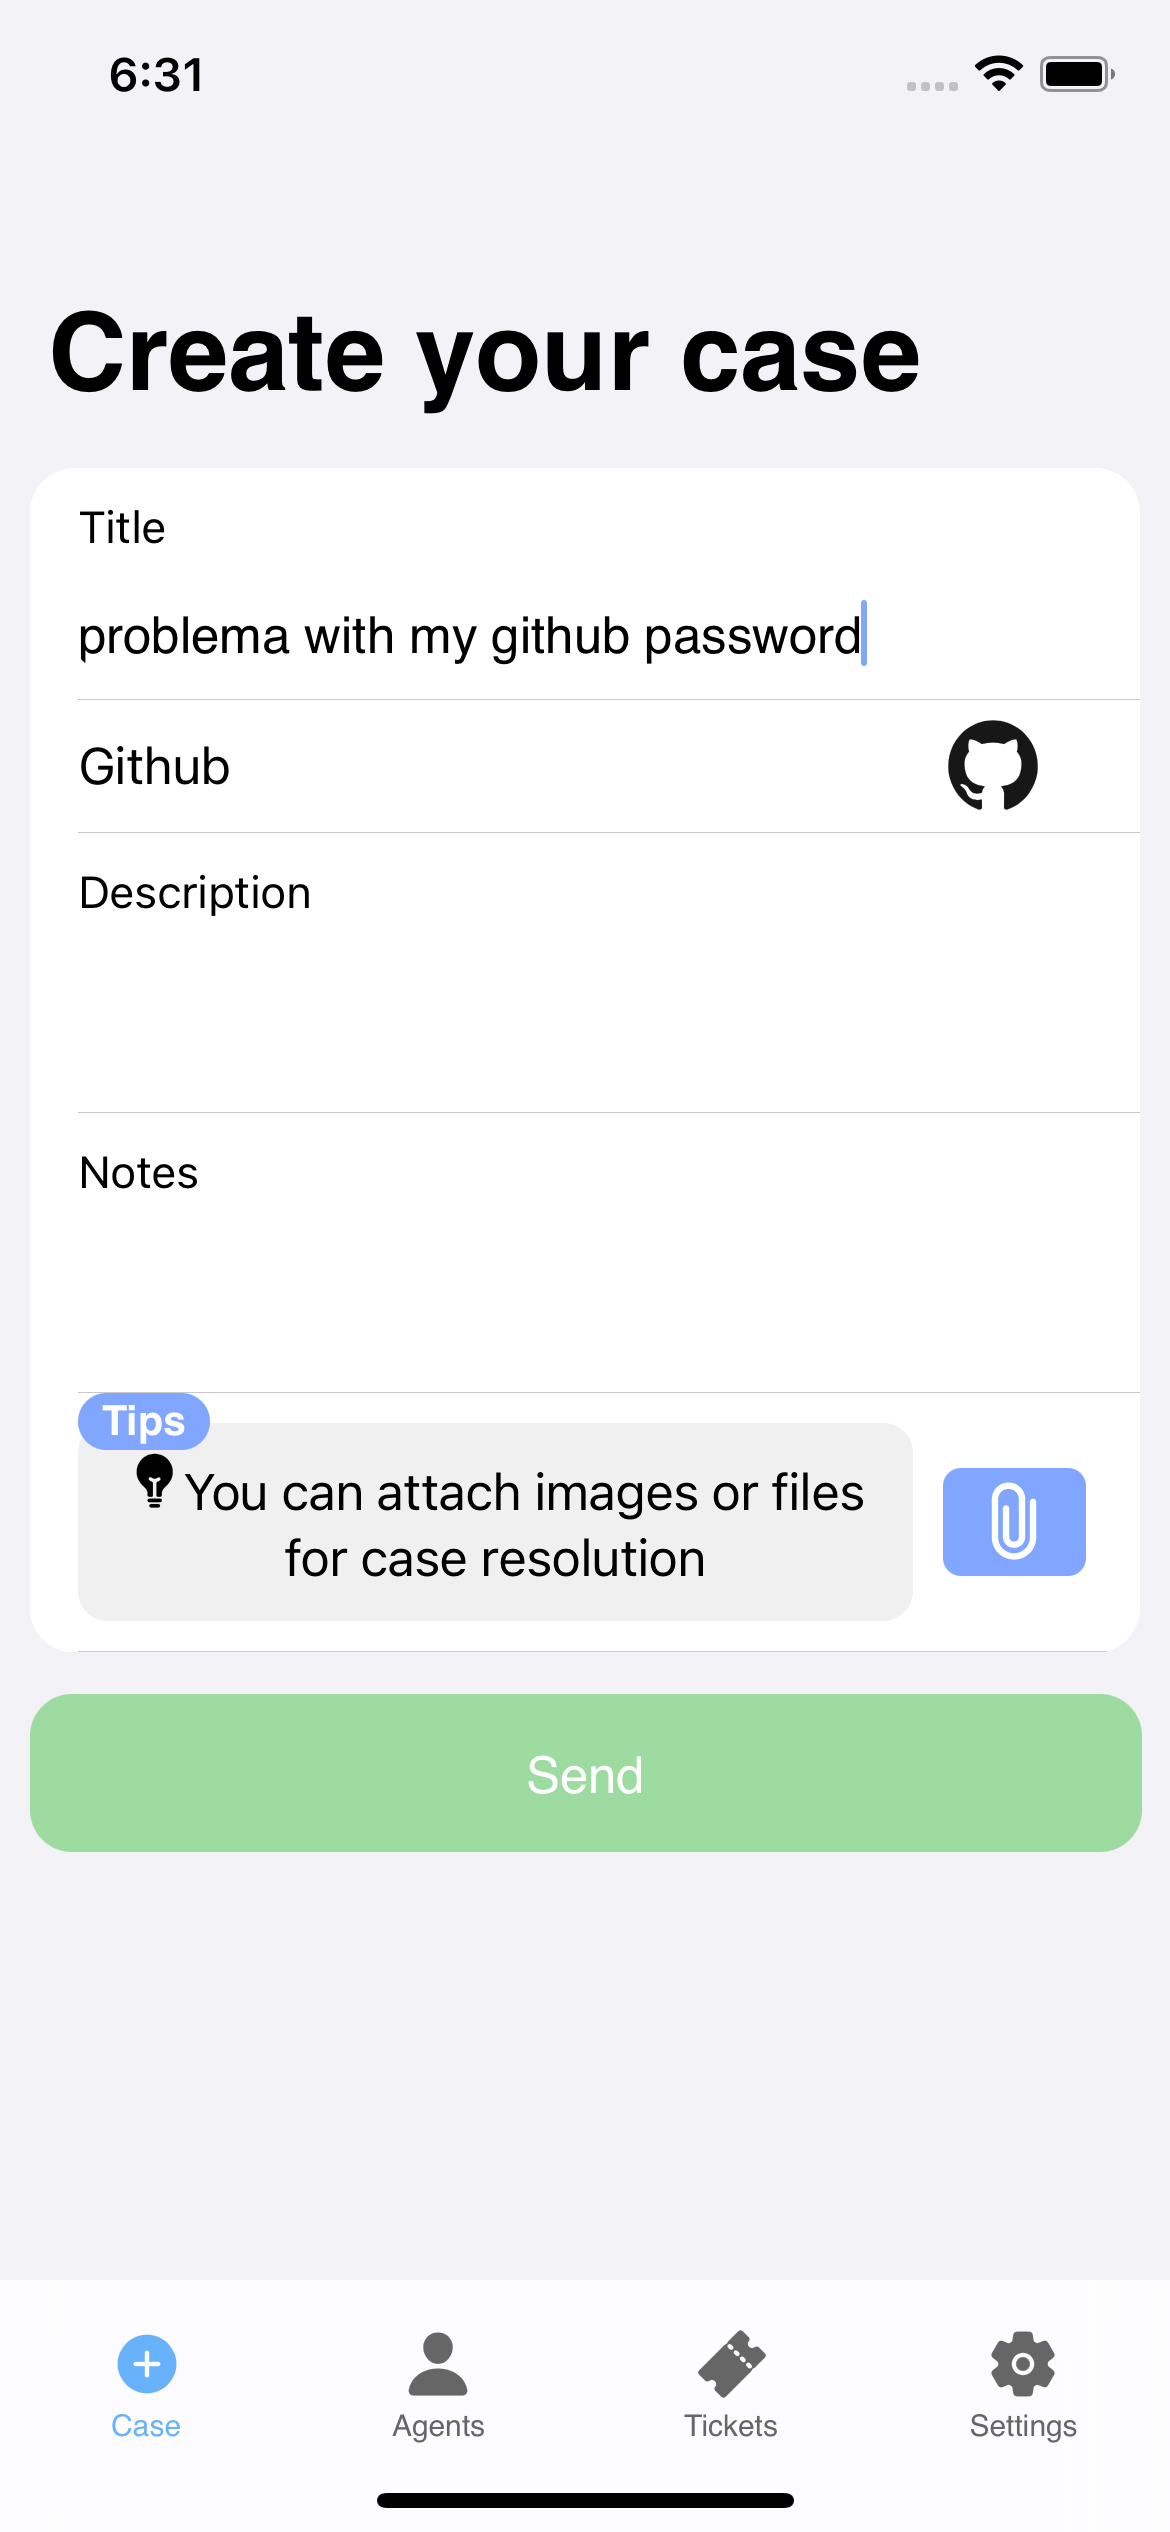 6:31
Create your case
Title
problema with my github password
Github
Description
Notes
Tips
You can attach images or files
for case resolution
Send
Case
Agents
Tickets
Settings